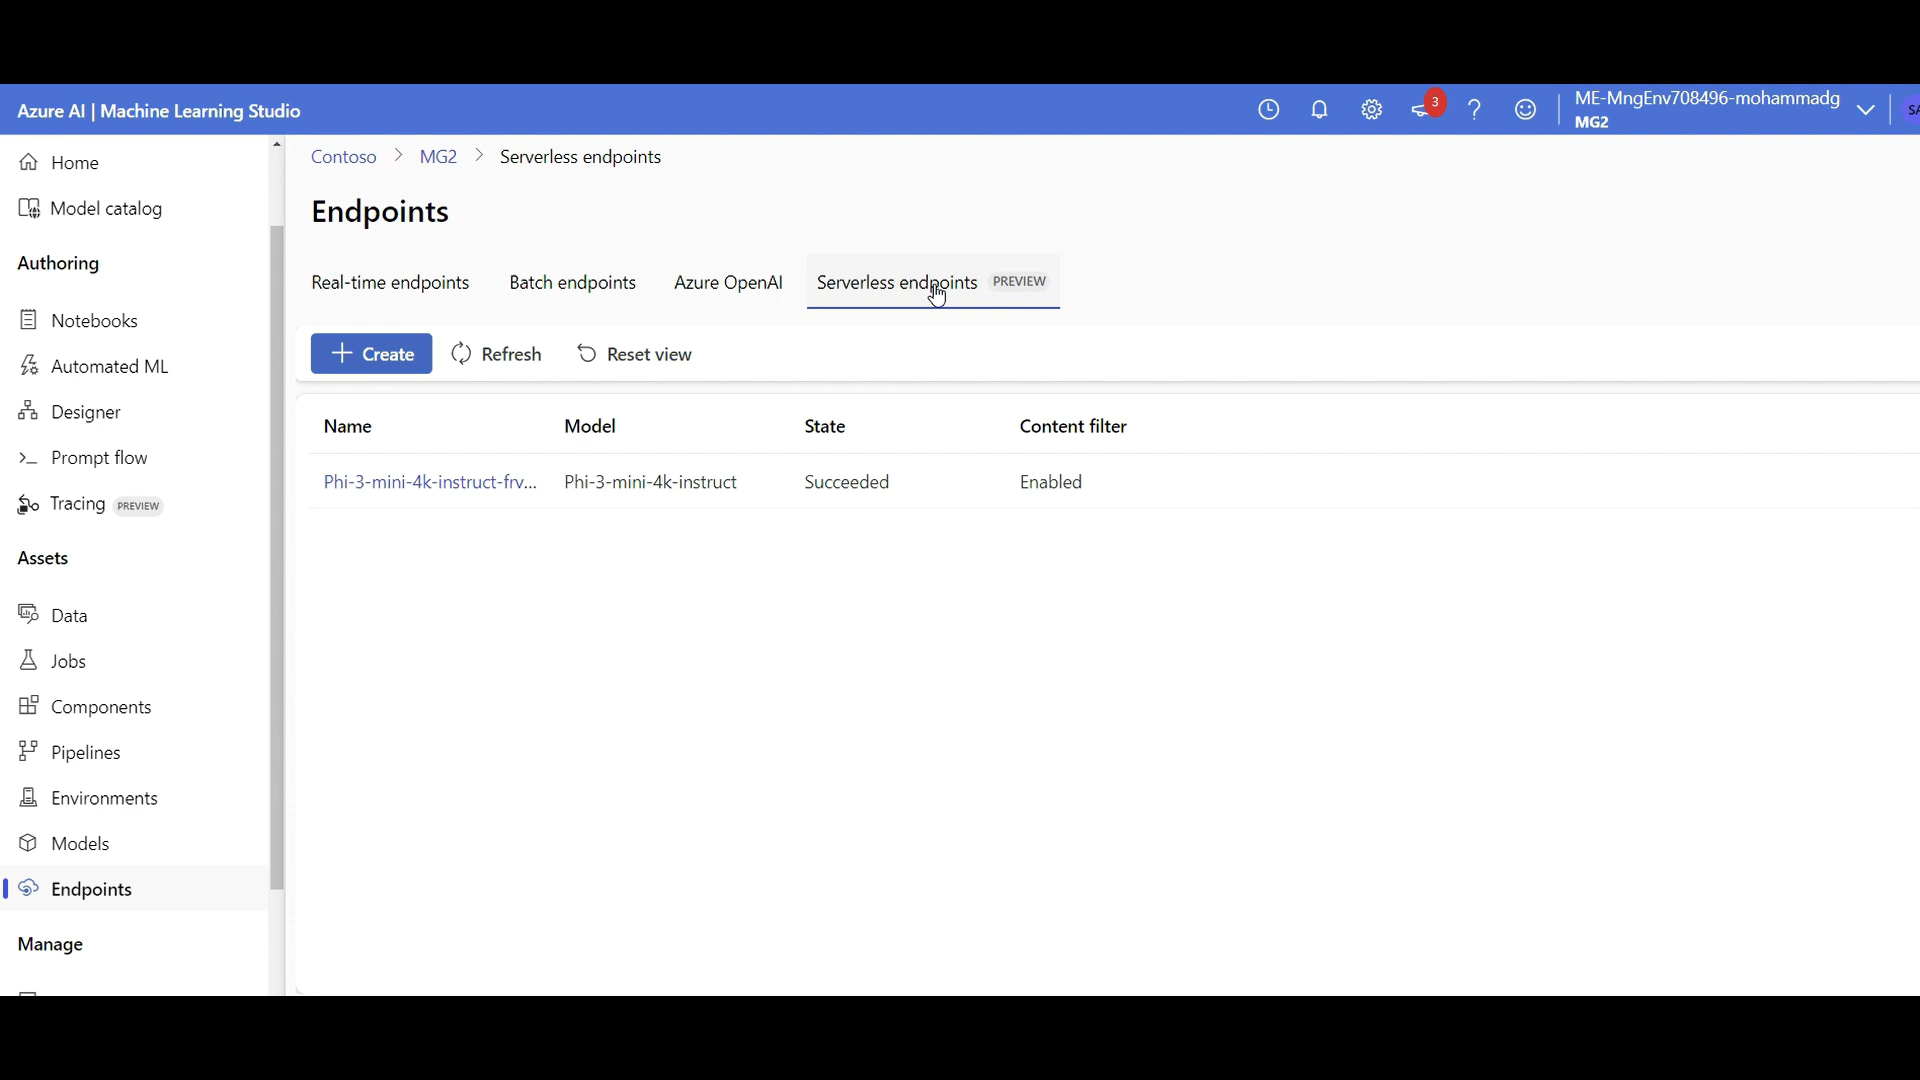 Azure AI | Machine Learning Studio
3
ME-MngEnv708496-mohammadg
MG2
Home
Model catalog
Authoring
Notebooks
Automated ML
Designer
Prompt flow
Tracing PREVIEW
Assets
Data
Jobs
Components
Pipelines
Environments
Models
Endpoints
Manage
Contoso > MG2 > Serverless endpoints
Endpoints
Real-time endpoints Batch endpoints Azure OpenAI Serverless endpoints PREVIEW
Create Refresh Reset view
Name Model State Content filter
Phi-3-mini-4k-instruct-frv... Phi-3-mini-4k-instruct Succeeded Enabled